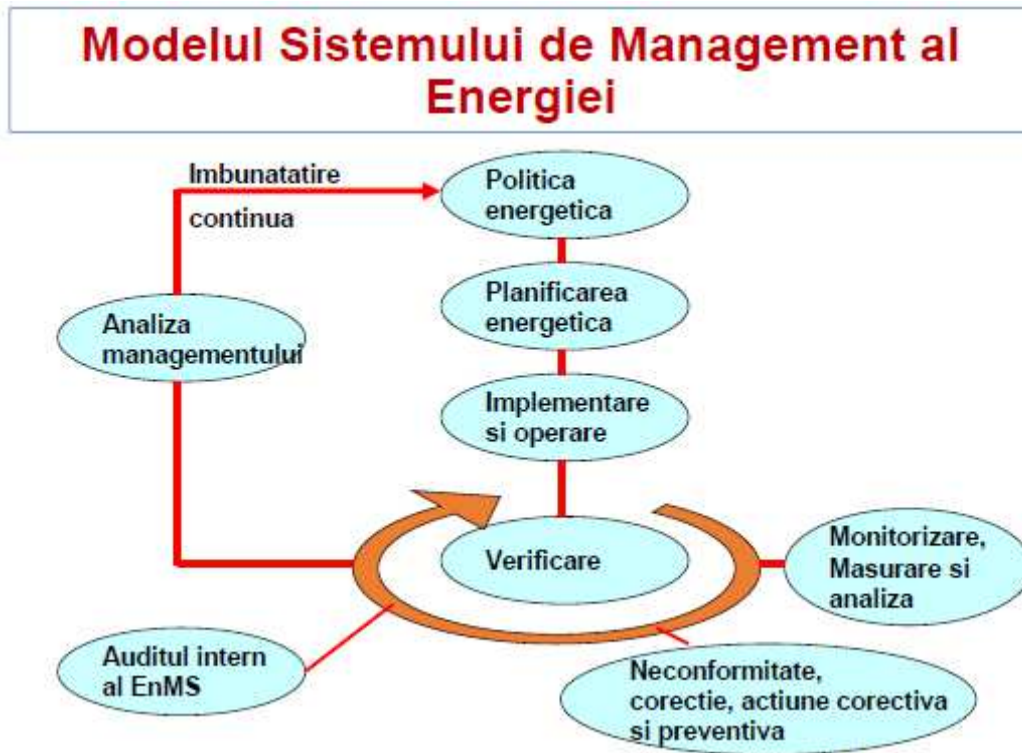 Modelul Sistemului de Management al
Energiei
Imbunatatire
continua
Politica
energetica
Planificarea
energetica
Analiza
managementului
Implementare
si operare
Verificare
Monitorizare,
Masurare si
analiza
Auditul intern
al EnMS
Neconformitate,
corectie, actiune corectiva
si preventiva